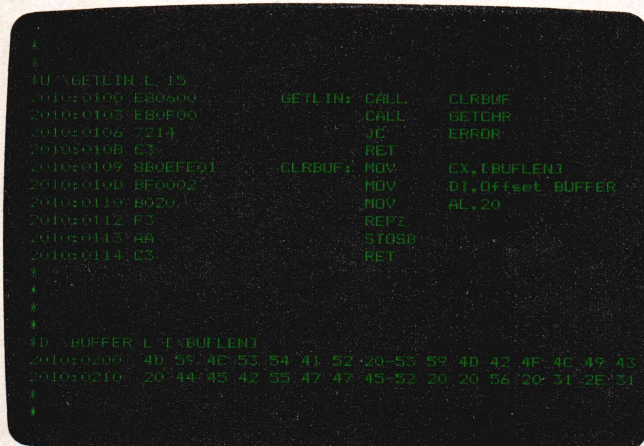 *
*
*U \GETLIN L 15
2010:0100 E80600 GETLIN: CALL CLRBUF
2010:0103 E80F00 CALL GETCHR
2010:0106 7214 JC ERROR
2010:0108 C3 RET
2010:0109 8B0EFE01 CLRBUF: MOV CX,[BUFLEN]
2010:010D BF0002 MOV DI,Offset BUFFER
2010:0110 B020 MOV AL,20
2010:0112 F3 REPZ
2010:0113 AA STOSB
2010:0114 C3 RET
*
*
*
*
*D \BUFFER L [\BUFLEN]
2010:0200 4D 59 4C 53 54 41 52 20-53 59 4D 42 4F 4C 49 43
2010:0210 20 44 45 42 55 47 47 45-52 20 20 56 20 31 2E 31
*
*